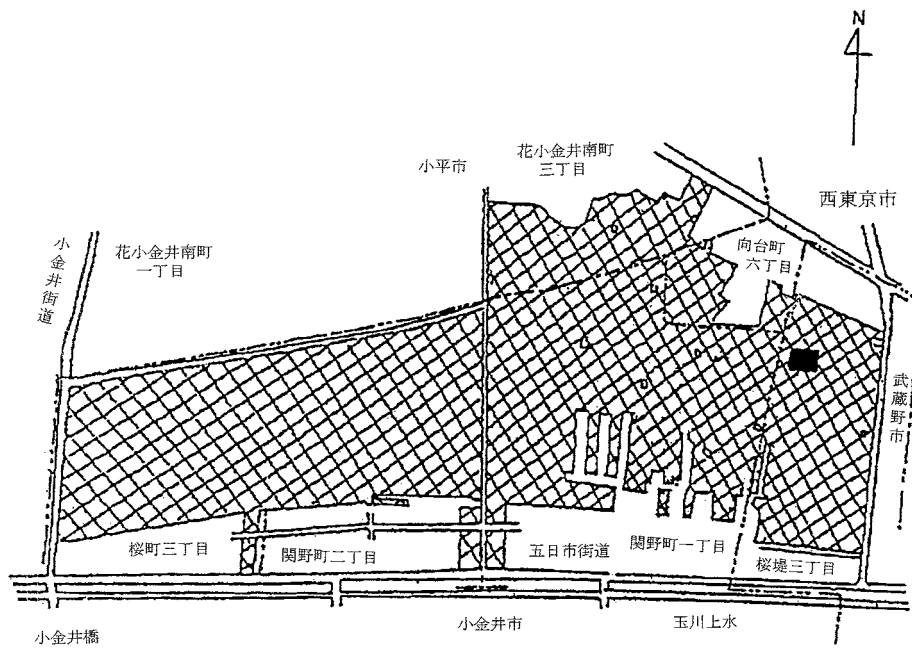 N
花小金井南町
三丁目
小平市
西東京市
小金井街道
花小金井南町
一丁目
向台町
六丁目
武蔵野市
桜町三丁目
関野町二丁目
五日市街道
関野町一丁目
桜堤三丁目
小金井橋
小金井市
玉川上水